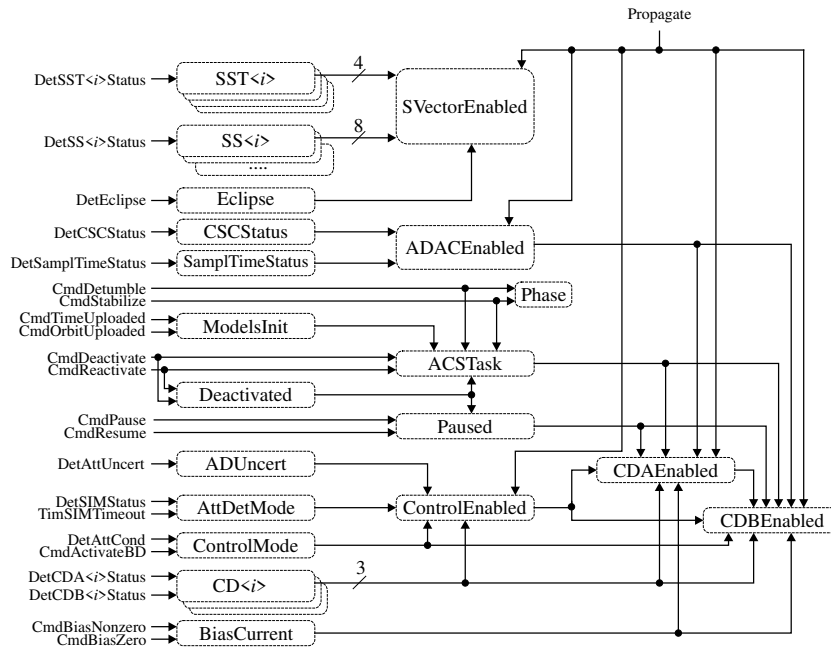 Propagate
DetSST<i>Status
SST<i>
4
SVectorEnabled
DetSS<i>Status
SS<i>
8
....
DetEclipse
Eclipse
DetCSCStatus
CSCStatus
ADACEnabled
DetSamplTimeStatus
SamplTimeStatus
CmdDetumble
CmdStabilize
Phase
CmdTimeUploaded
CmdOrbitUploaded
ModelsInit
CmdDeactivate
CmdReactivate
ACSTask
Deactivated
CmdPause
CmdResume
Paused
DetAttUncert
ADUncert
CDAEnabled
DetSIMStatus
TimSIMTimeout
AttDetMode
ControlEnabled
CDBEnabled
DetAttCond
CmdActivateBD
ControlMode
DetCDA<i>Status
DetCDB<i>Status
CD<i>
3
CmdBiasNonzero
CmdBiasZero
BiasCurrent